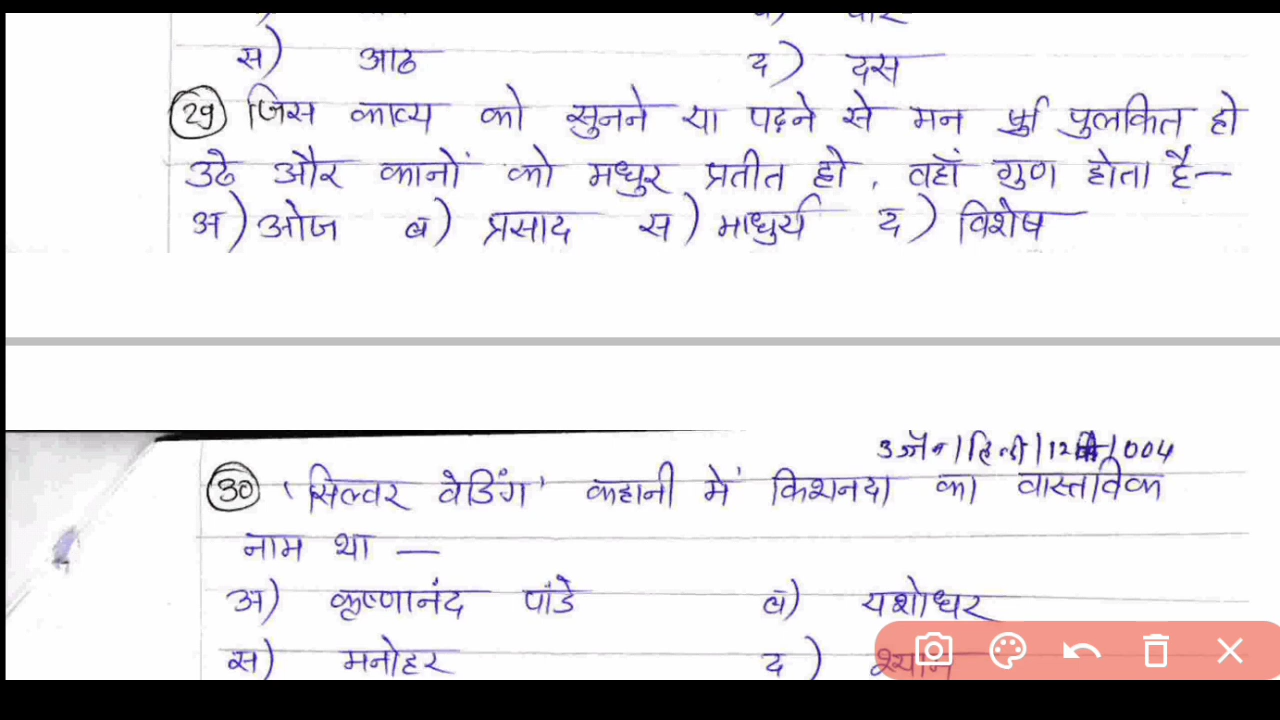 स) आठ द) दस
29 जिस काव्य को सुनने या पढ़ने से मन पुलकित हो
उठे और कानों को मधुर प्रतीत हो, वहाँ गुण होता है—
अ) ओज ब) प्रसाद स) माधुर्य द) विशेष
उज्जैन/हिन्दी/12/004
30 'सिल्वर वेडिंग' कहानी में किशनदा का वास्तविक
नाम था —
अ) कृष्णानंद पांडे ब) यशोधर
स) मनोहर द) श्याम